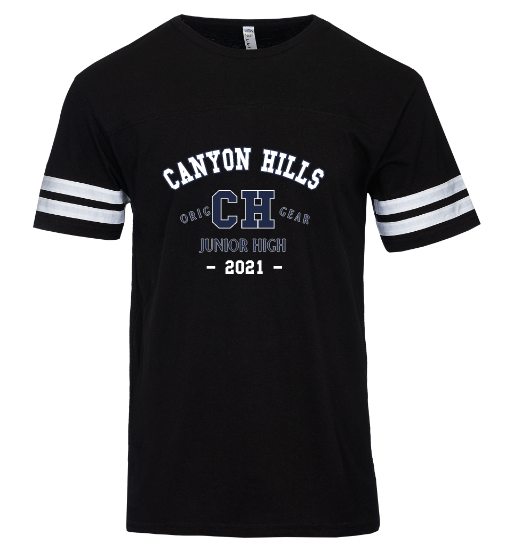 CANYON HILLS
ORIG CH GEAR
JUNIOR HIGH
- 2021 -